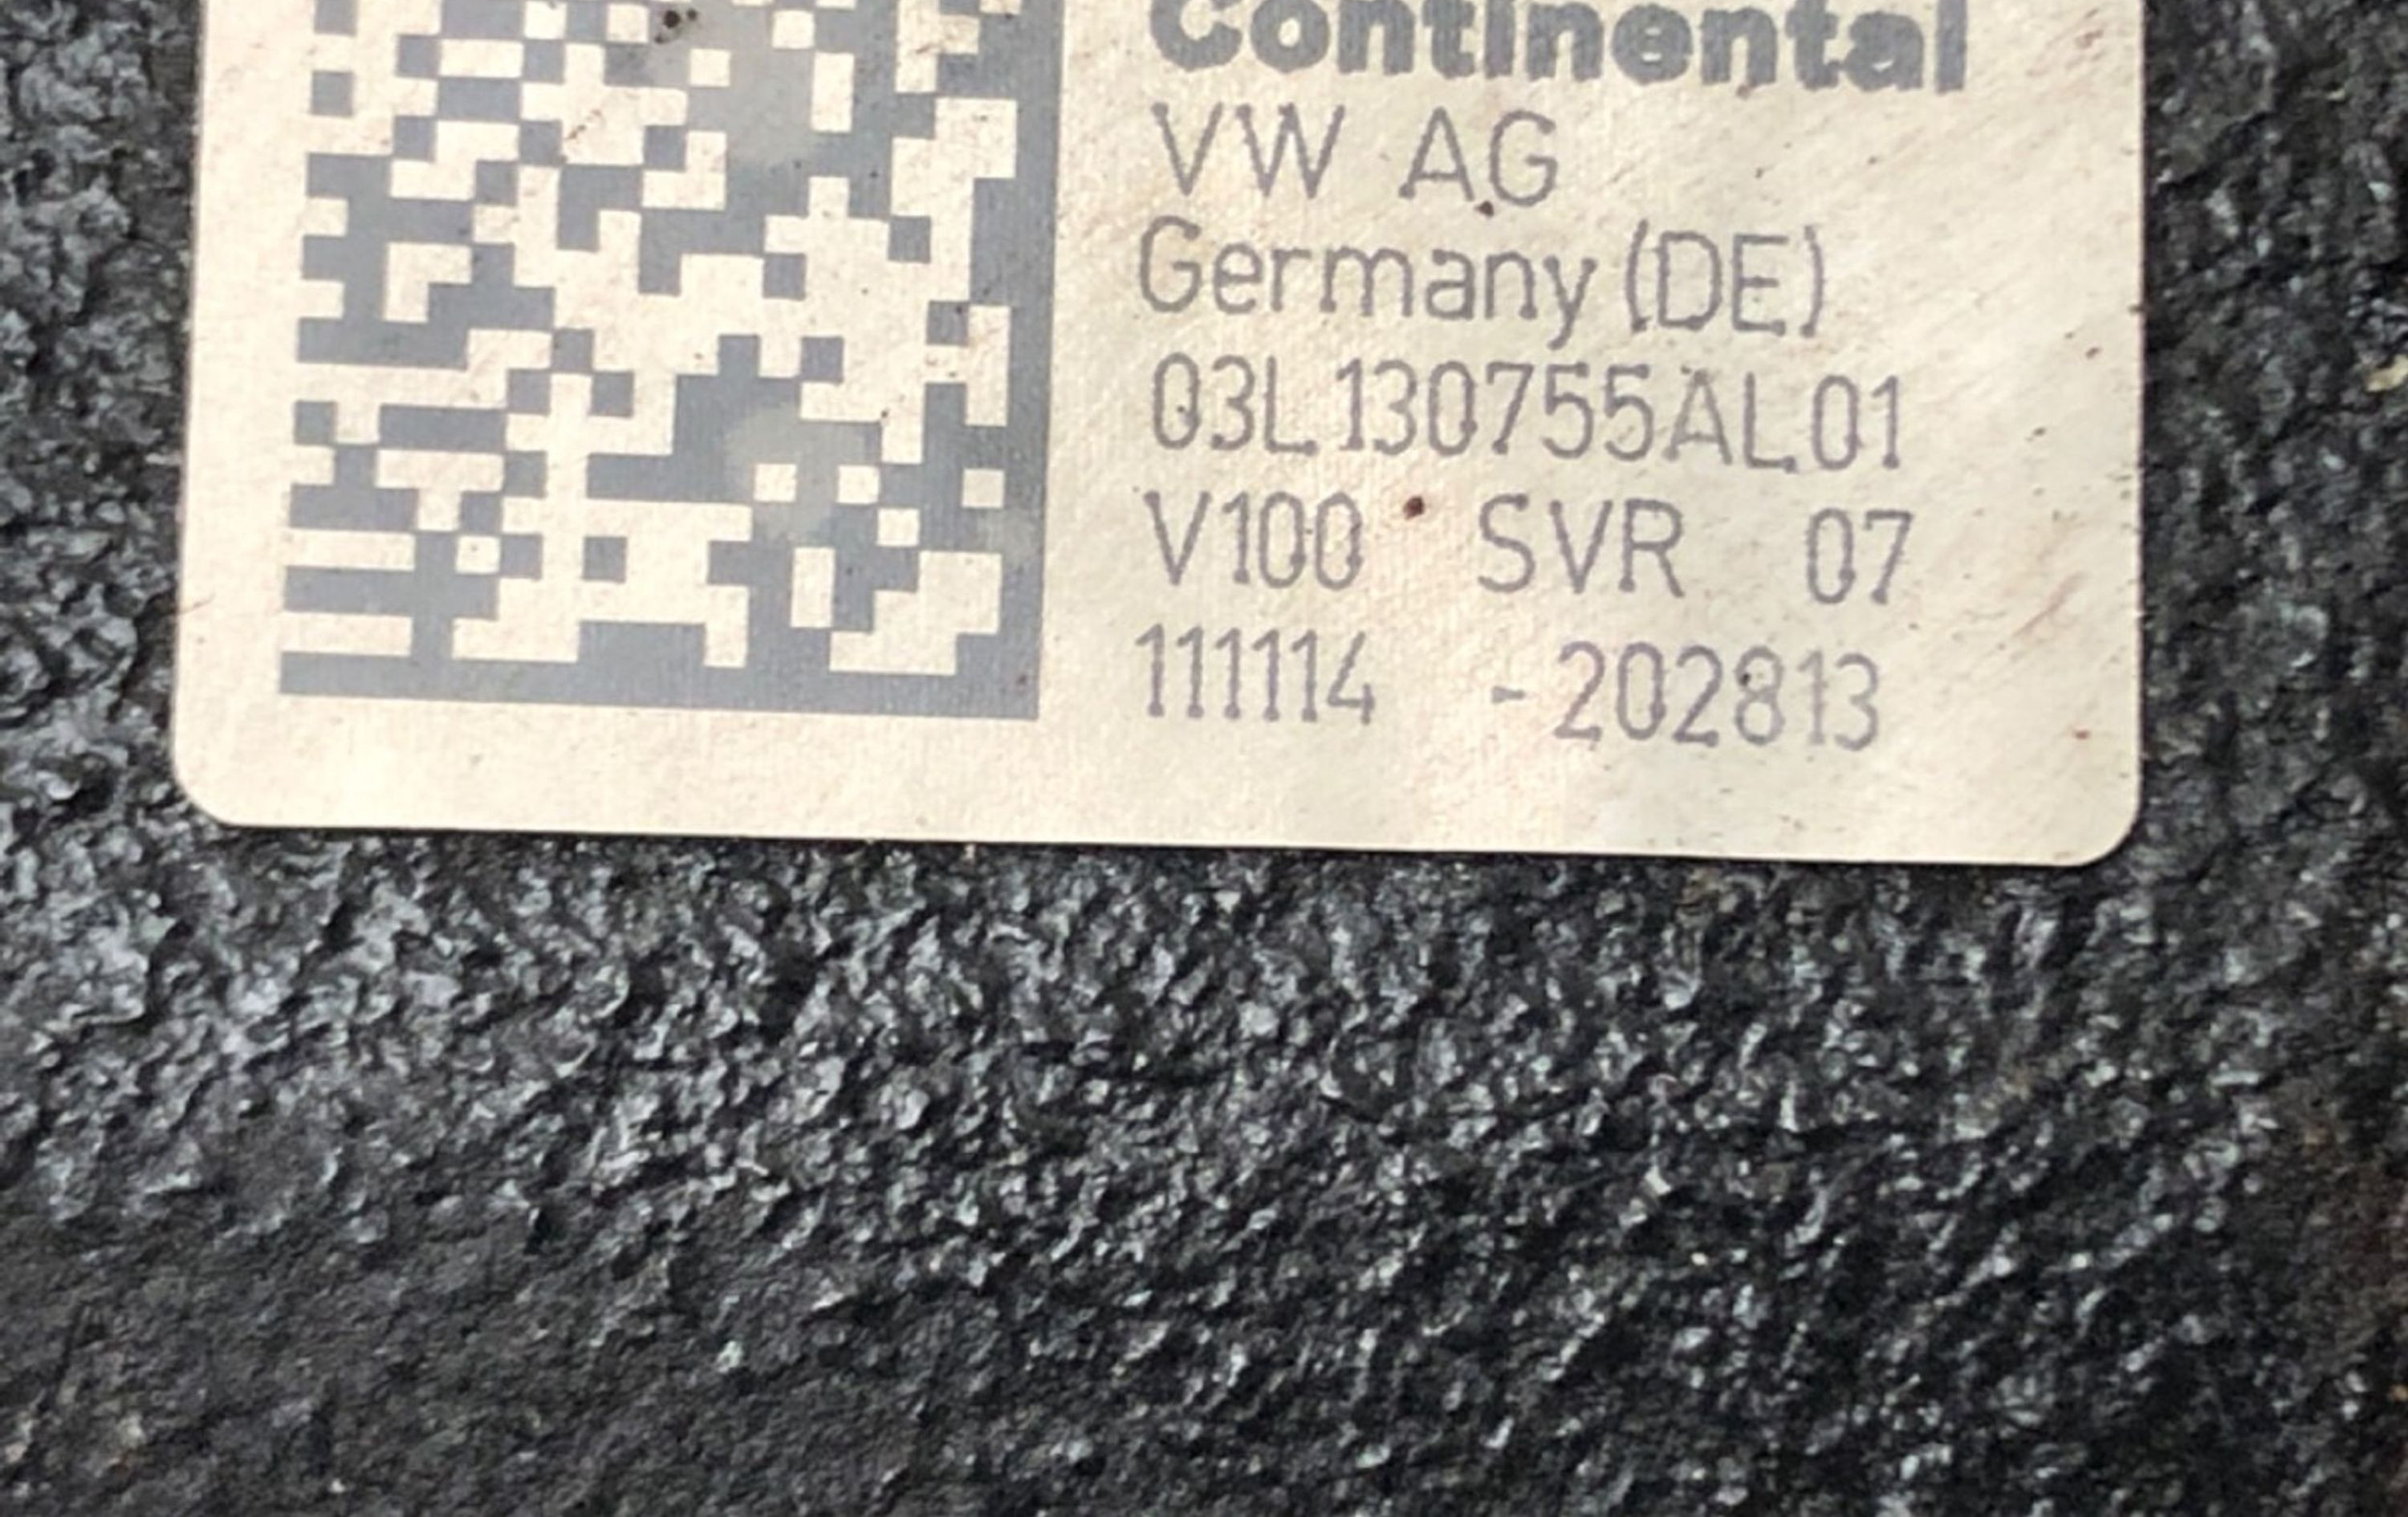 Continental
VW AG
Germany (DE)
03L130755AL01
V100 SVR 07
111114 -202813